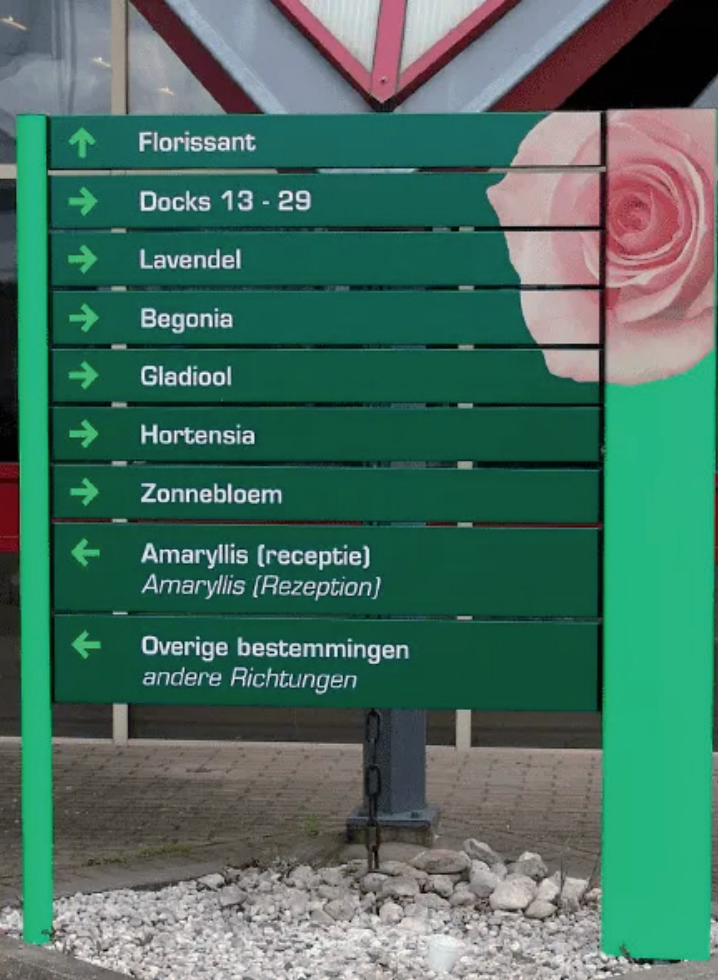 Florissant
Docks 13 - 29
Lavendel
Begonia
Gladiool
Hortensia
Zonnebloem
Amaryllis (receptie)
Amaryllis (Rezeption)
Overige bestemmingen
andere Richtungen